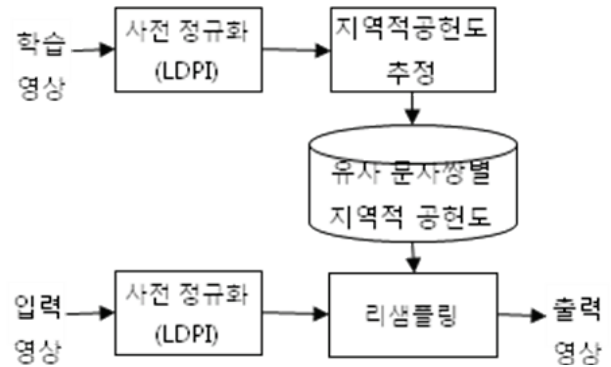 학습
영상
사전 정규화
(LDPI)
지역적공헌도
추정
유사 문자쌍별
지역적 공헌도
입력
영상
사전 정규화
(LDPI)
리샘플링
출력
영상